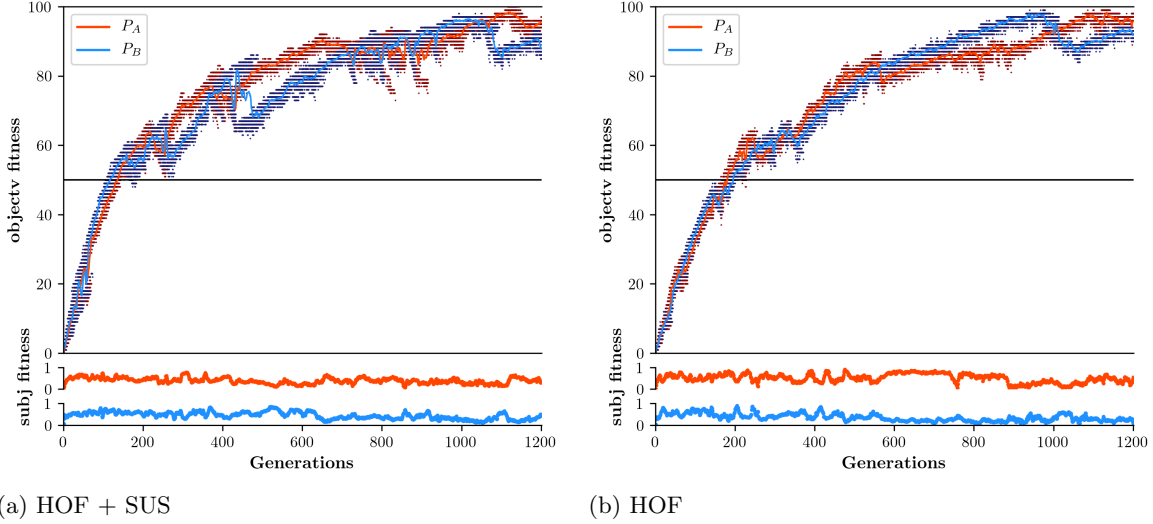 100
80
60
40
20
0
objectv fitness
P_A
P_B
1
0
1
0
subj fitness
0 200 400 600 800 1000 1200
Generations
(a) HOF + SUS
100
80
60
40
20
0
objectv fitness
P_A
P_B
1
0
1
0
subj fitness
0 200 400 600 800 1000 1200
Generations
(b) HOF